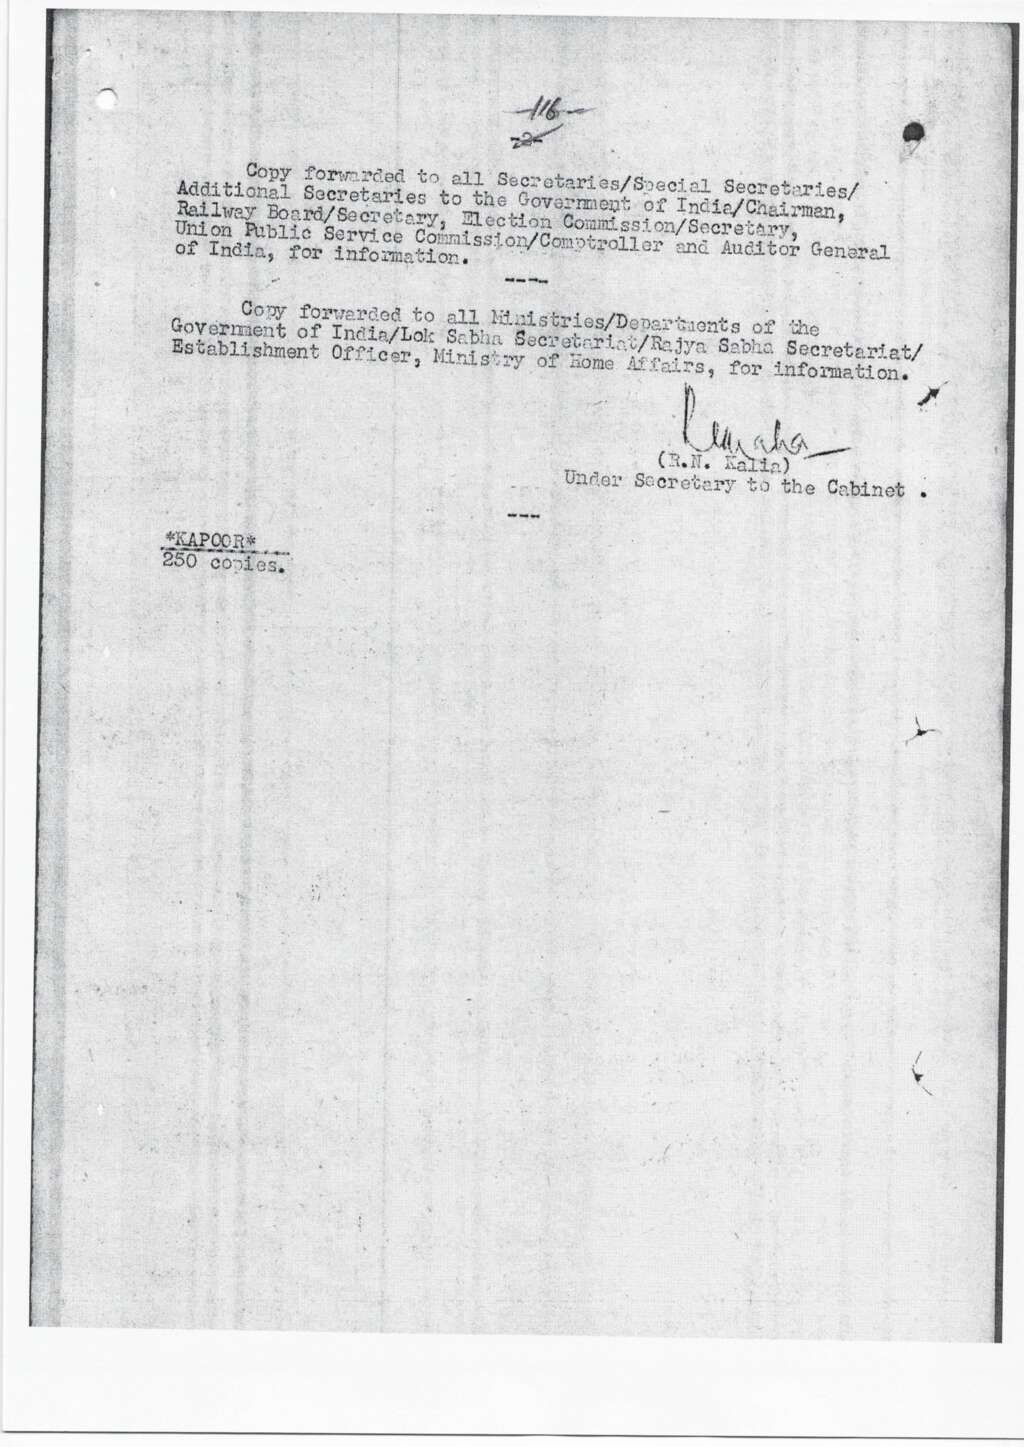 -116-
-2-
Copy forwarded to all Secretaries/Special Secretaries/
Additional Secretaries to the Government of India/Chairman,
Railway Board/Secretary, Election Commission/Secretary,
Union Public Service Commission/Comptroller and Auditor General
of India, for information.
----
Copy forwarded to all Ministries/Departments of the
Government of India/Lok Sabha Secretariat/Rajya Sabha Secretariat/
Establishment Officer, Ministry of Home Affairs, for information.
(R.N. Kalia)
Under Secretary to the Cabinet .
---
*KAPOOR*
250 copies.